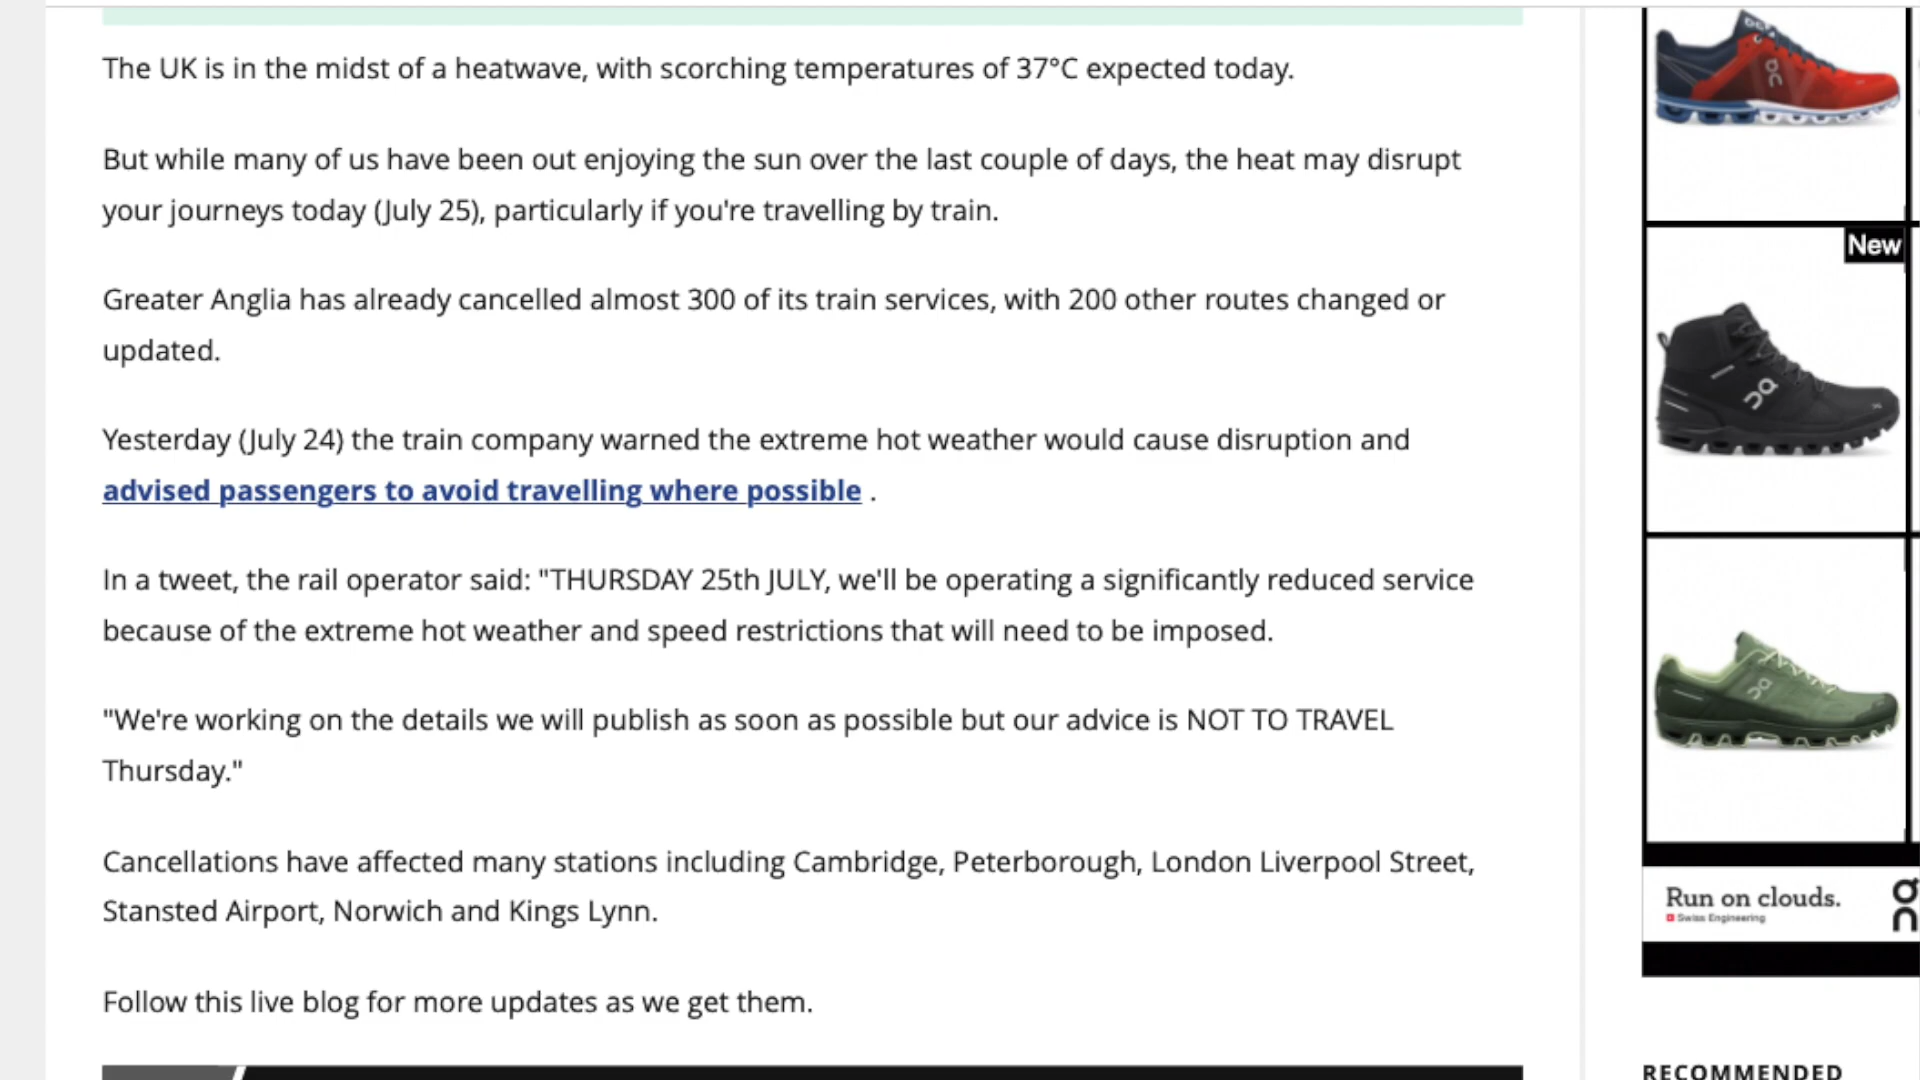 The UK is in the midst of a heatwave, with scorching temperatures of 37°C expected today.
But while many of us have been out enjoying the sun over the last couple of days, the heat may disrupt
your journeys today (July 25), particularly if you're travelling by train.
Greater Anglia has already cancelled almost 300 of its train services, with 200 other routes changed or
updated.
Yesterday (July 24) the train company warned the extreme hot weather would cause disruption and
advised passengers to avoid travelling where possible .
In a tweet, the rail operator said: "THURSDAY 25th JULY, we'll be operating a significantly reduced service
because of the extreme hot weather and speed restrictions that will need to be imposed.
"We're working on the details we will publish as soon as possible but our advice is NOT TO TRAVEL
Thursday."
Cancellations have affected many stations including Cambridge, Peterborough, London Liverpool Street,
Stansted Airport, Norwich and Kings Lynn.
Follow this live blog for more updates as we get them.
New
Run on clouds.
Swiss Engineering
On
RECOMMENDED